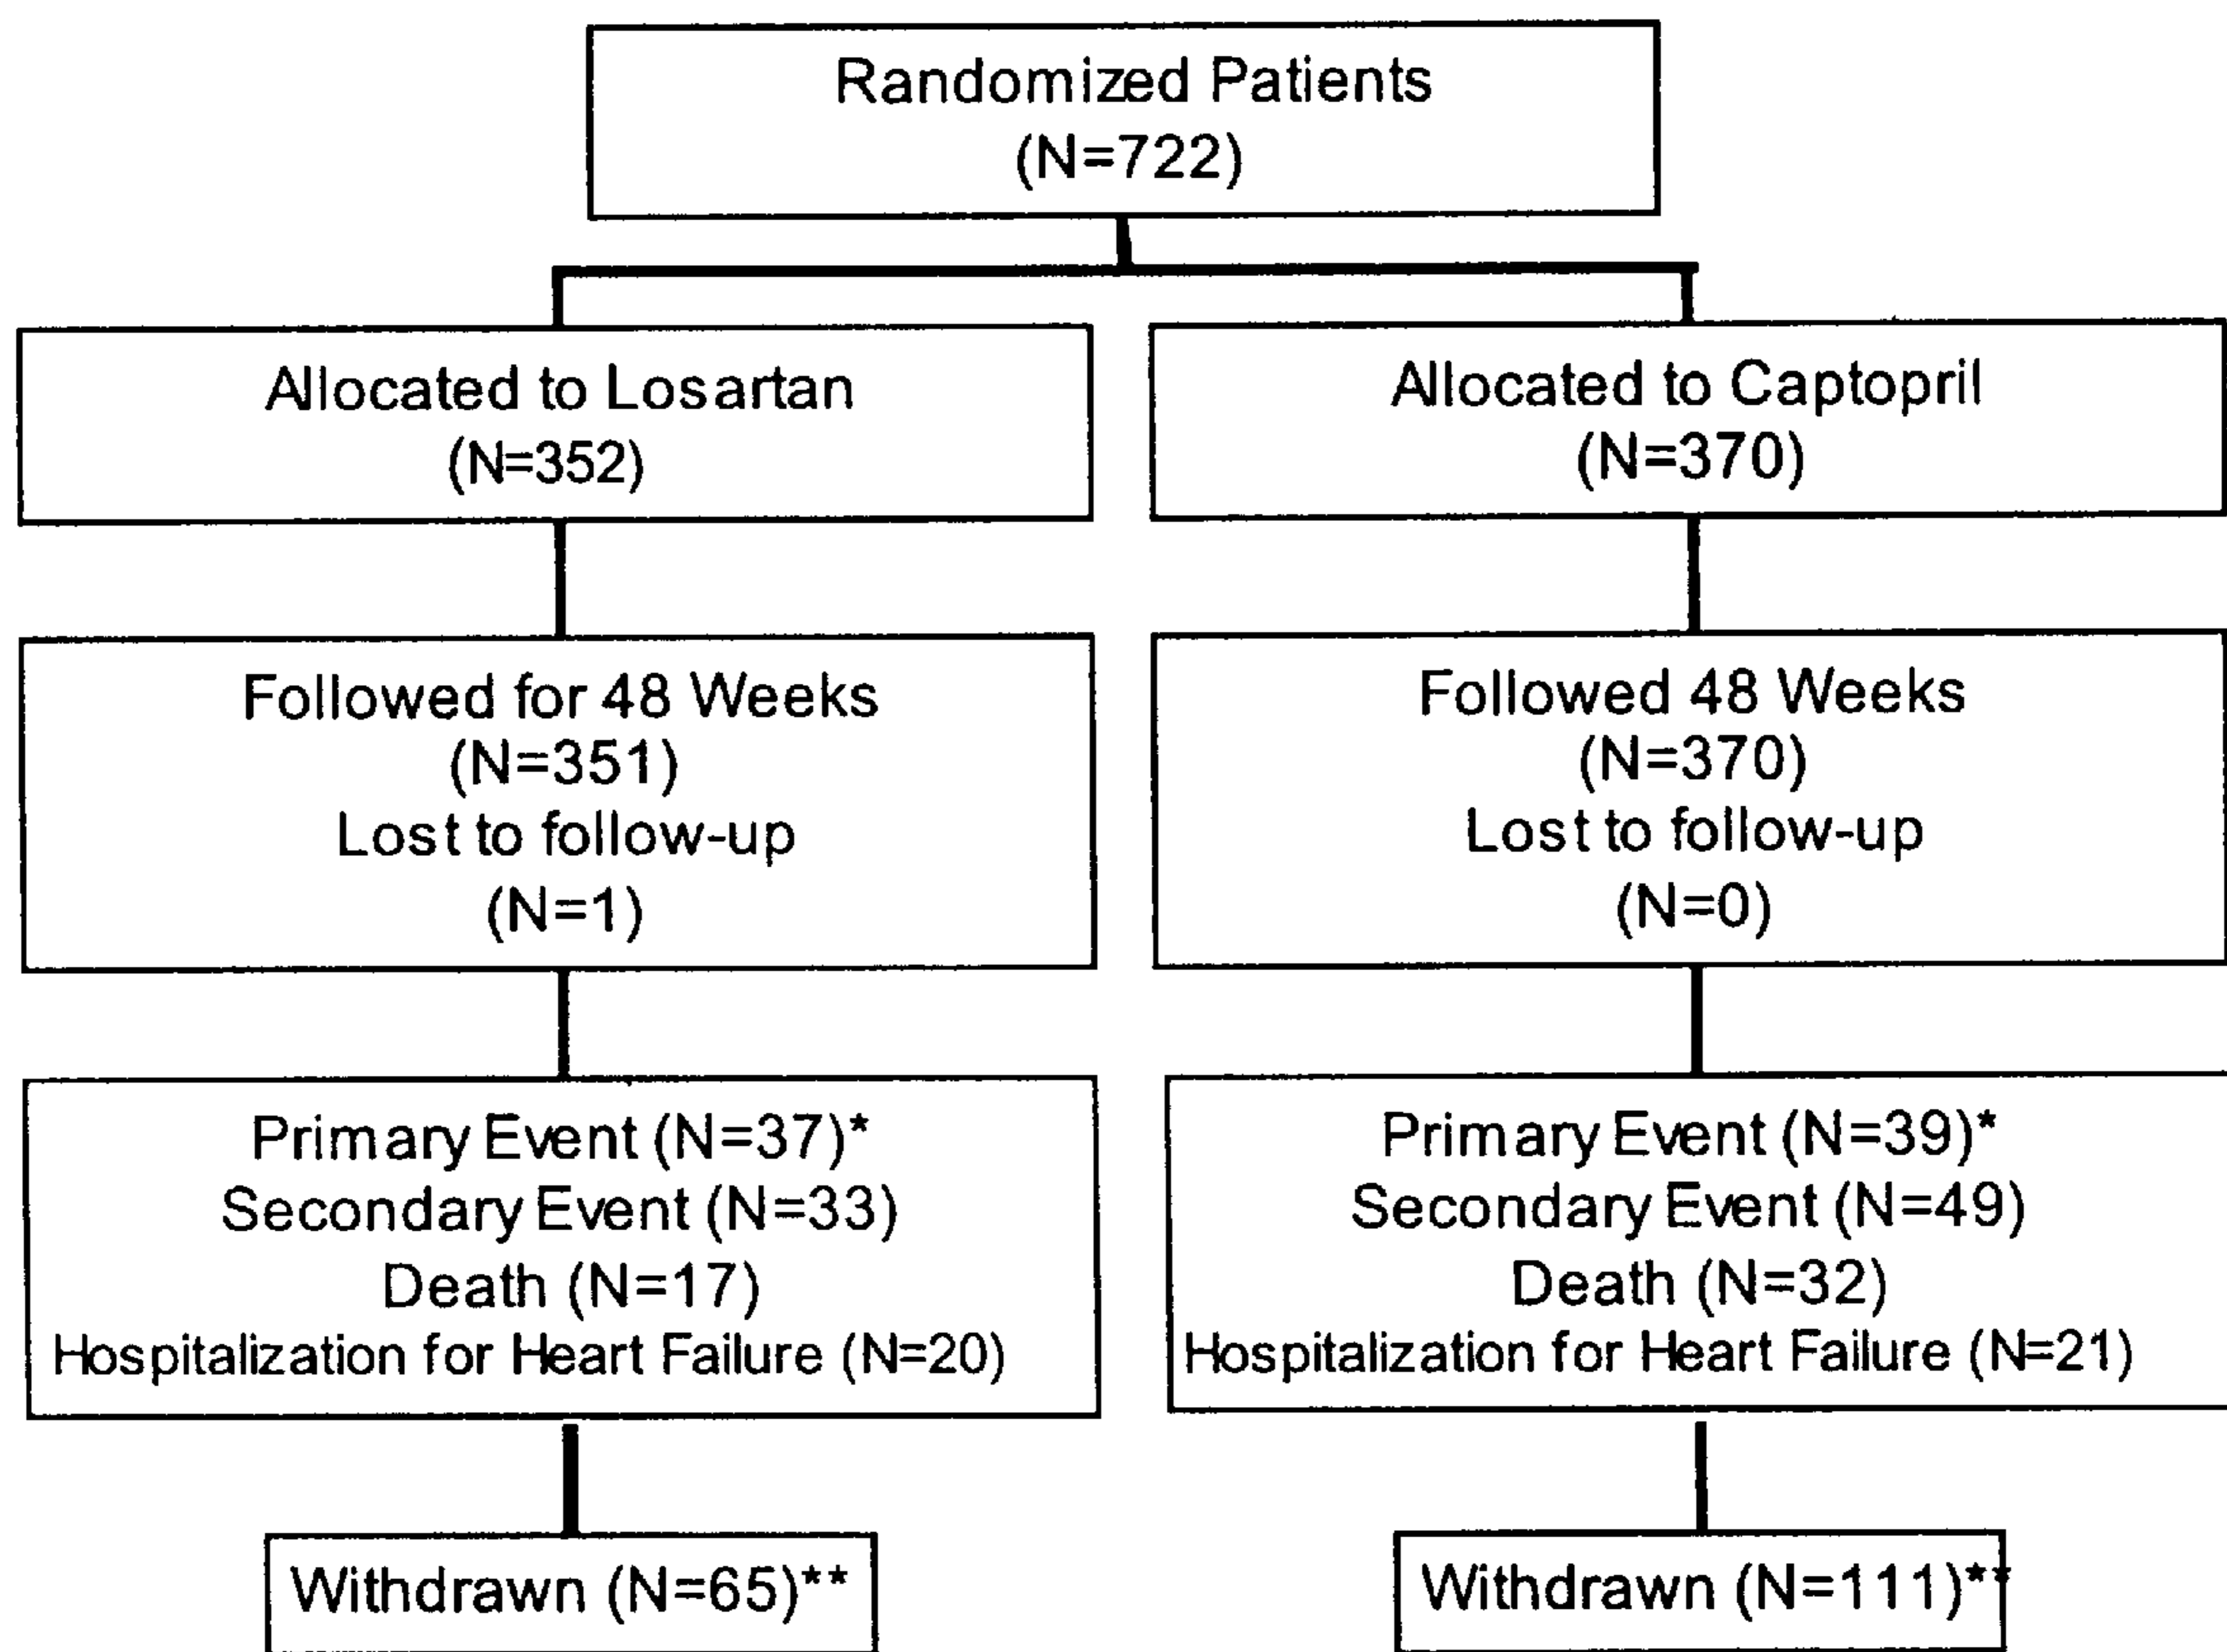 Randomized Patients
(N=722)
Allocated to Losartan
(N=352)
Allocated to Captopril
(N=370)
Followed for 48 Weeks
(N=351)
Lost to follow-up
(N=1)
Followed 48 Weeks
(N=370)
Lost to follow-up
(N=0)
Primary Event (N=37)*
Secondary Event (N=33)
Death (N=17)
Hospitalization for Heart Failure (N=20)
Primary Event (N=39)*
Secondary Event (N=49)
Death (N=32)
Hospitalization for Heart Failure (N=21)
Withdrawn (N=65)**
Withdrawn (N=111)**